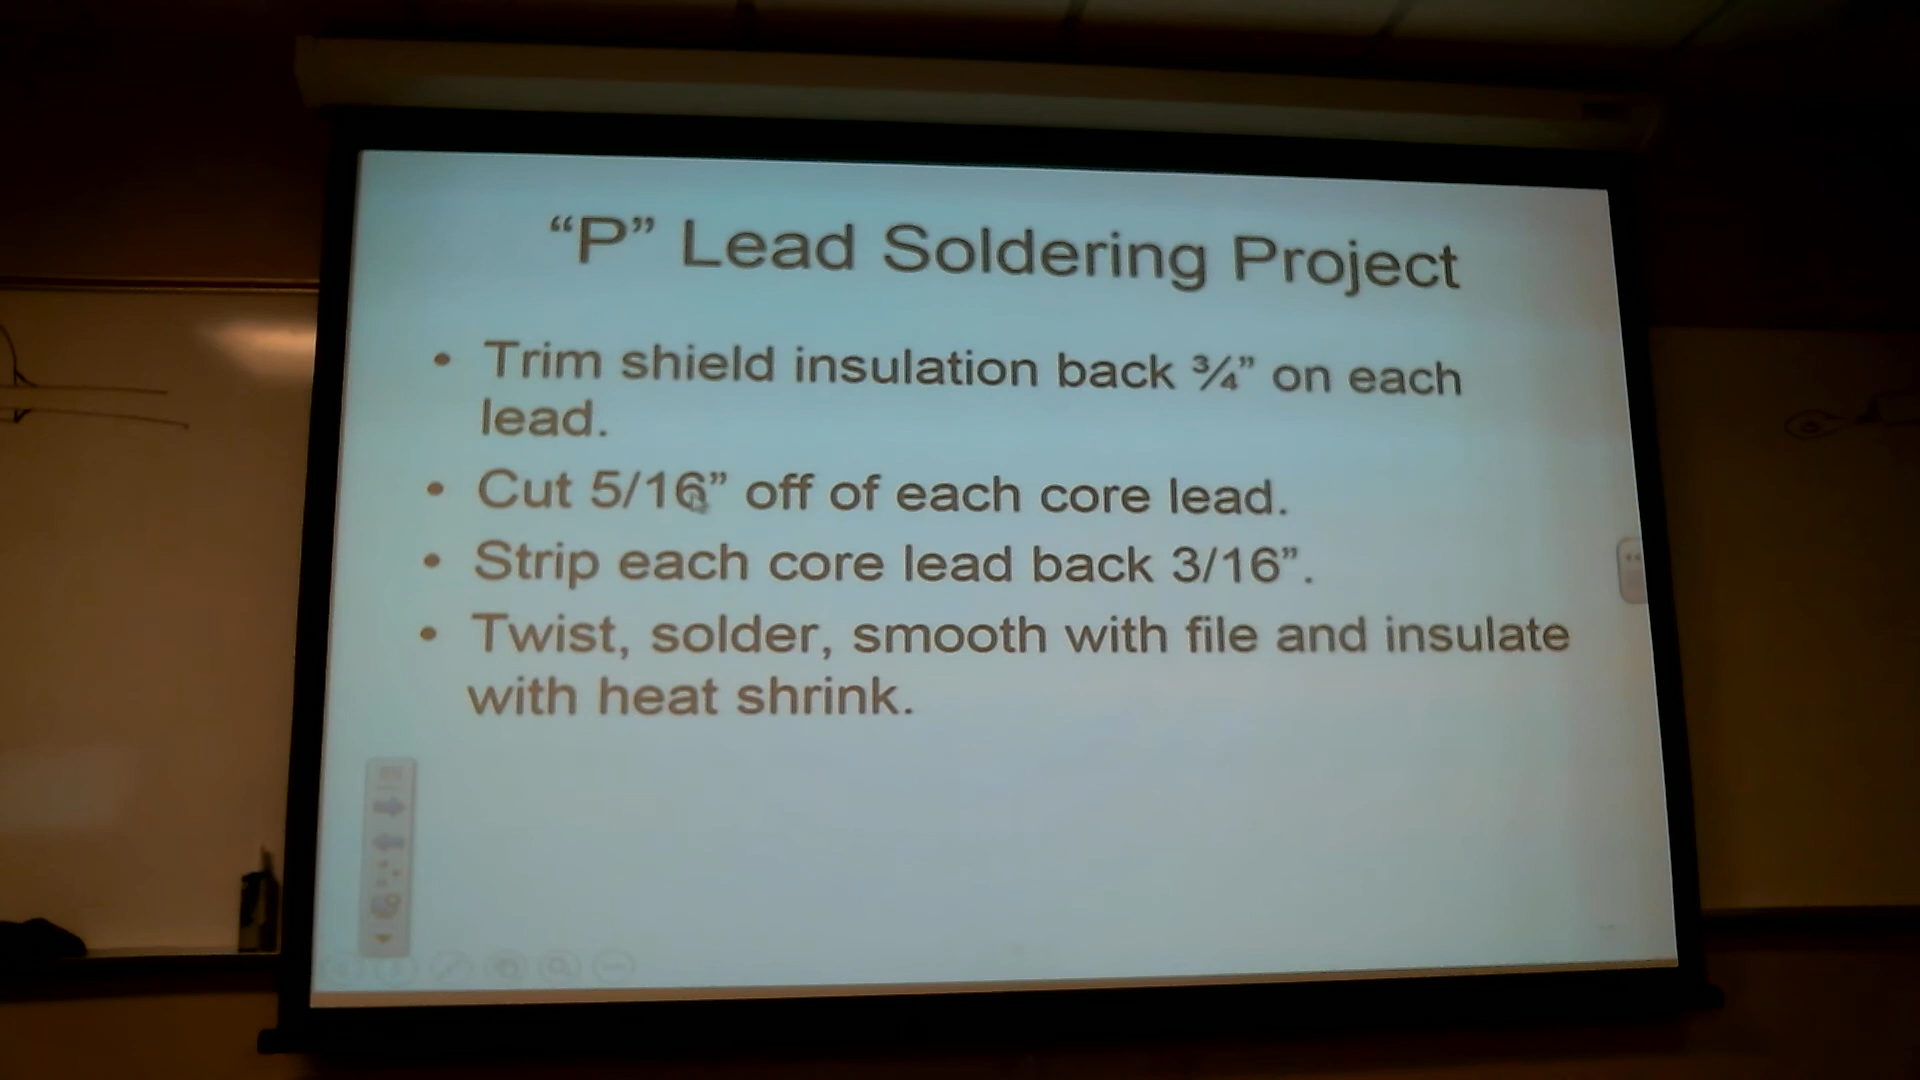 “P” Lead Soldering Project
• Trim shield insulation back ¾” on each
lead.
• Cut 5/16” off of each core lead.
• Strip each core lead back 3/16”.
• Twist, solder, smooth with file and insulate
with heat shrink.